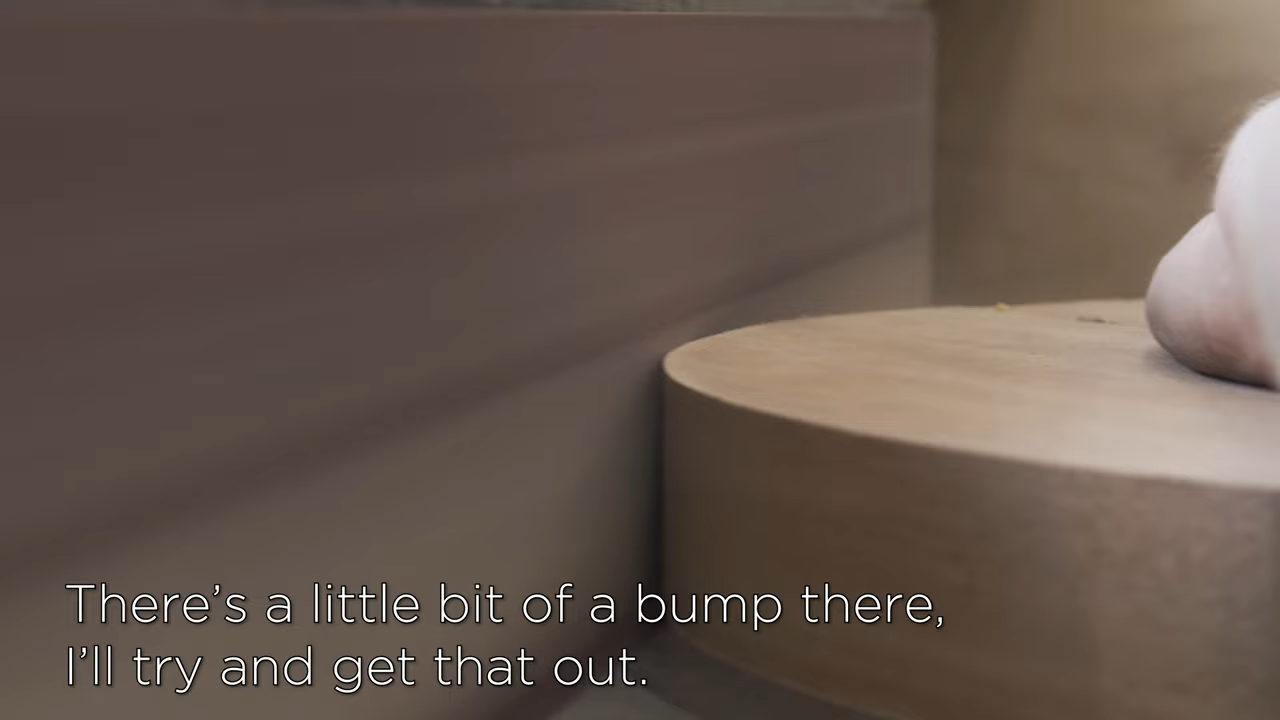 There’s a little bit of a bump there,
I’ll try and get that out.